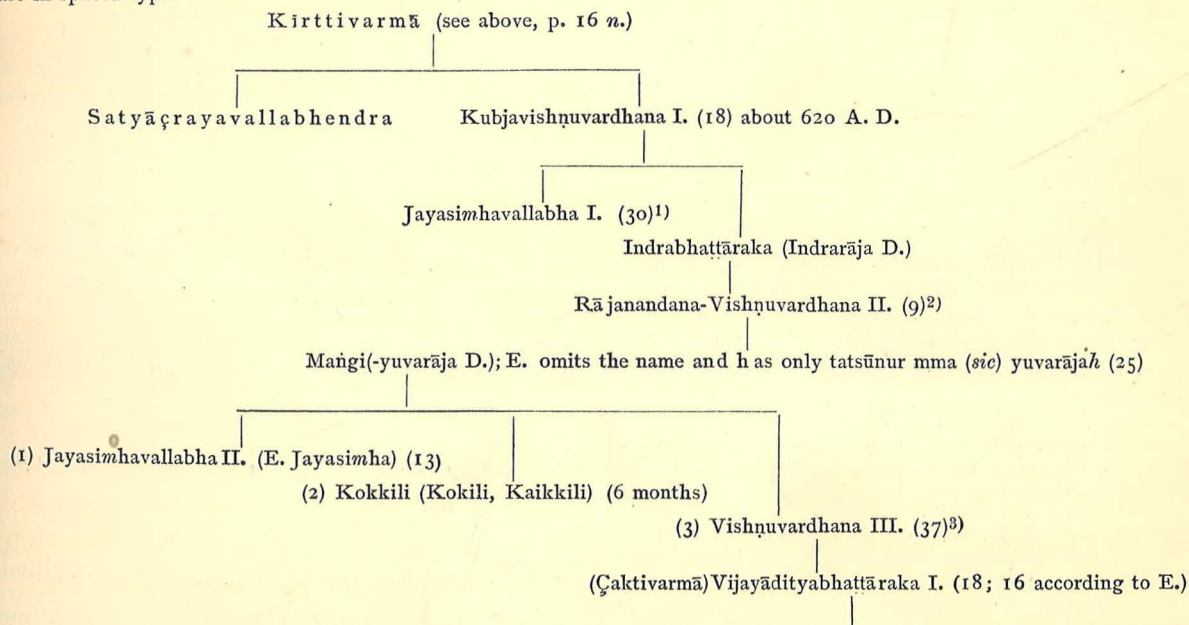 Kīrttivarmā (see above, p. 16 n.)
Satyāçrayavallabhendra Kubjavishṇuvardhana I. (18) about 620 A. D.
Jayasimhavallabha I. (30)1)
Indrabhaṭṭāraka (Indrarāja D.)
Rājanandana-Vishṇuvardhana II. (9)2)
Maṅgi(-yuvarāja D.); E. omits the name and has only tatsūnur mma (sic) yuvarājah (25)
(1) Jayasimhavallabha II. (E. Jayasimha) (13)
(2) Kokkili (Kokili, Kaikkili) (6 months)
(3) Vishṇuvardhana III. (37)3)
(Çaktivarmā) Vijayādityabhaṭṭāraka I. (18; 16 according to E.)